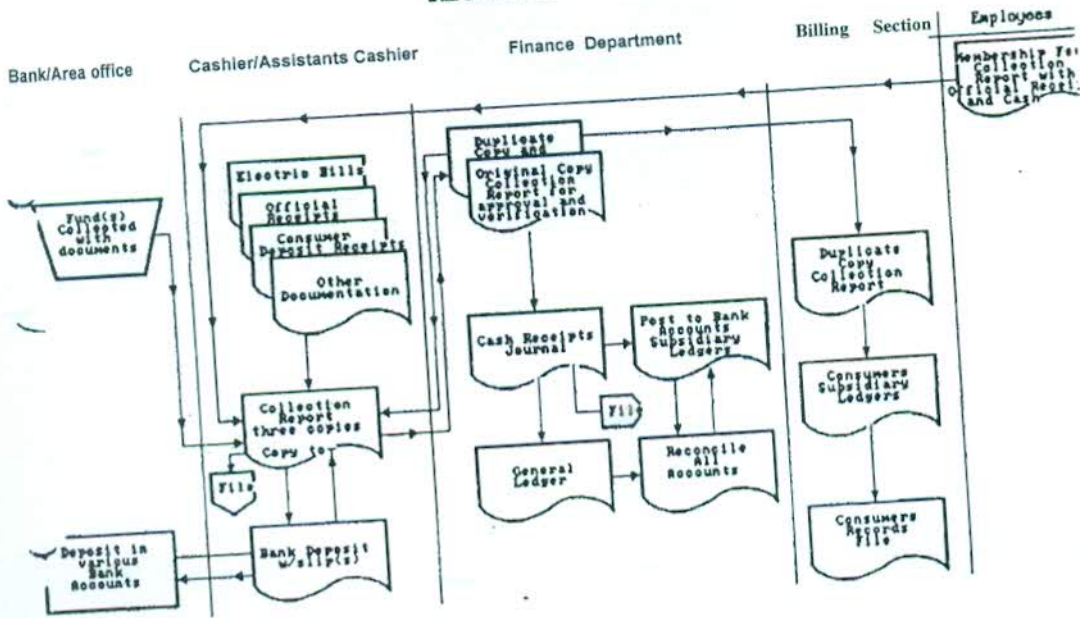 Bank/Area office
Cashier/Assistants Cashier
Finance Department
Billing Section
Employees
Membership
Collection
Report with
Official
and Cash
Fund(s)
Collected
with
documents
Electric Bills
Official
Receipts
Consumer
Deposit Receipts
Other
Documentation
Collection
Report
three copies
Copy to
File
Bank Deposit
w/slip(s)
Deposit in
various
Bank
Accounts
Duplicate
Copy and
Original Copy
Collection
Report for
approval and
verification
Cash Receipts
Journal
File
General
Ledger
Post to Bank
Accounts
Subsidiary
Ledgers
Reconcile
All
Accounts
Duplicate
Copy
Collection
Report
Consumers
Subsidiary
Ledgers
Consumers
Records
File